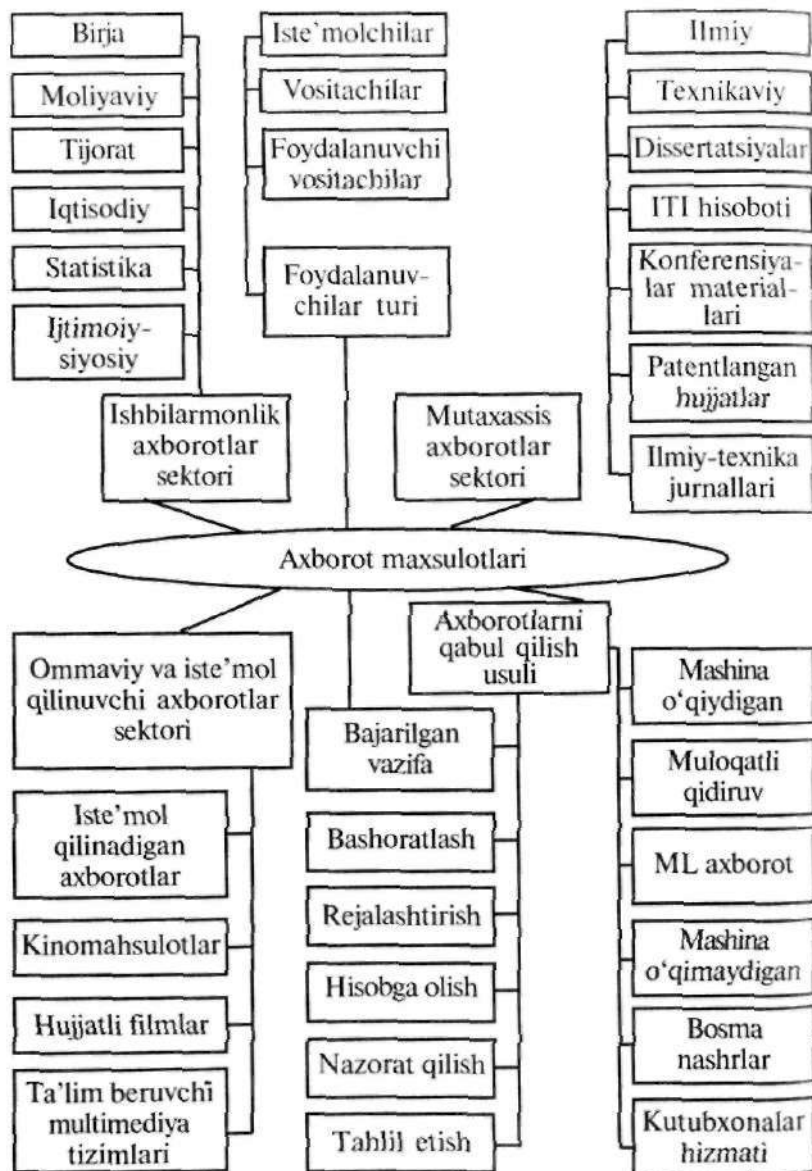 Birja
Moliyaviy
Tijorat
Iqtisodiy
Statistika
Ijtimoiy-
siyosiy
Ishbilarmonlik
axborotlar
sektori
Iste’molchilar
Vositachilar
Foydalanuvchi
vositachilar
Foydalanuv-
chilar turi
Mutaxassis
axborotlar
sektori
Ilmiy
Texnikaviy
Dissertatsiyalar
ITI hisoboti
Konferensiya-
lar material-
lari
Patentlangan
hujjatlar
Ilmiy-texnika
jurnallari
Axborot maxsulotlari
Ommaviy va iste’mol
qilinuvchi axborotlar
sektori
Iste’mol
qilinadigan
axborotlar
Kinomahsulotlar
Hujjatli filmlar
Ta’lim beruvchi
multimediya
tizimlari
Bajarilgan
vazifa
Bashoratlash
Rejalashtirish
Hisobga olish
Nazorat qilish
Tahlil etish
Axborotlarni
qabul qilish
usuli
Mashina
o‘qiydigan
Muloqatli
qidiruv
ML axborot
Mashina
o‘qimaydigan
Bosma
nashrlar
Kutubxonalar
hizmati